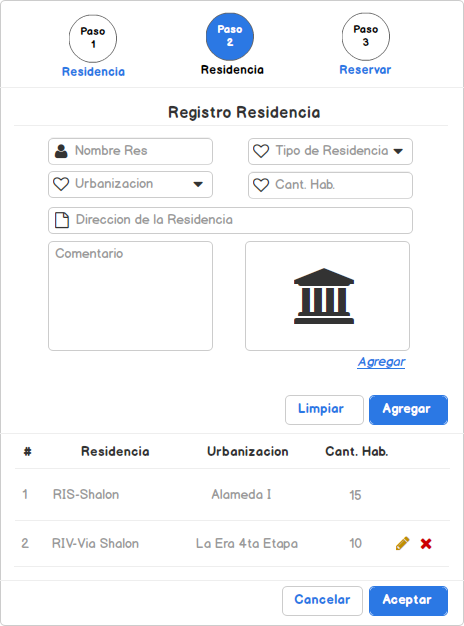 Paso 1
Paso 2
Paso 3
Residencia
Residencia
Reservar
Registro Residencia
Nombre Res
Tipo de Residencia
Urbanizacion
Cant. Hab.
Direccion de la Residencia
Comentario
Agregar
Limpiar
Agregar
# Residencia Urbanizacion Cant. Hab.
1 RIS-Shalon Alameda I 15
2 RIV-Via Shalon La Era 4ta Etapa 10
Cancelar
Aceptar